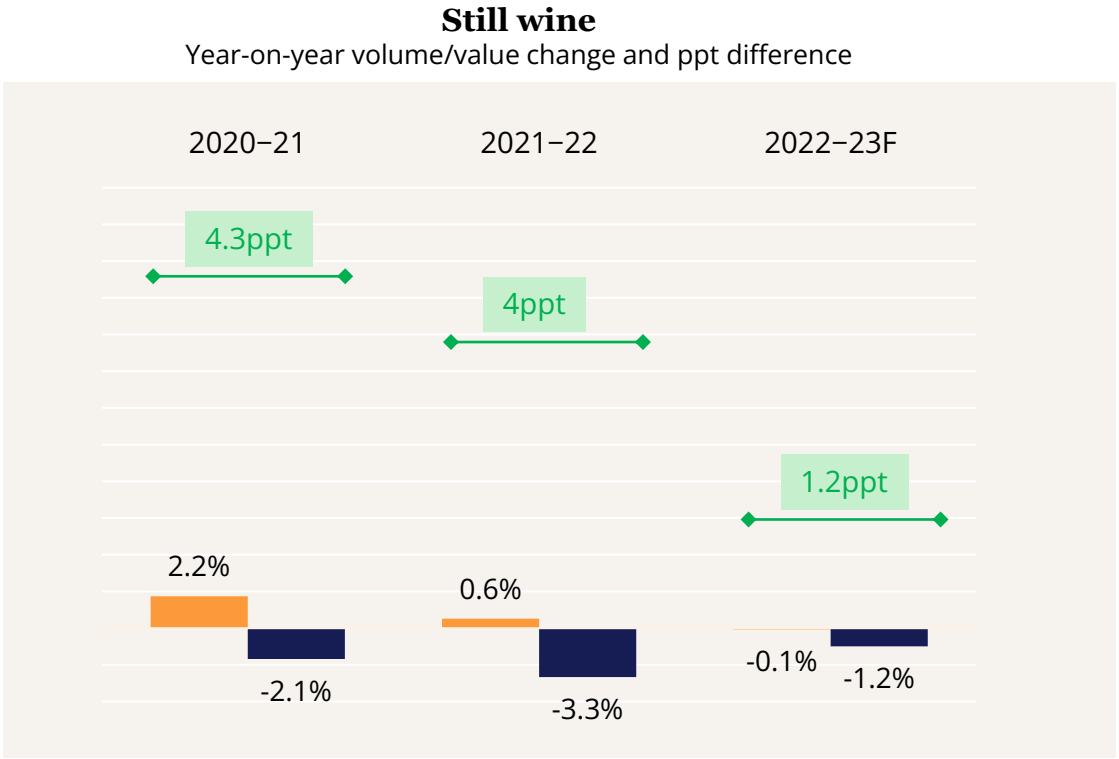 Still wine
Year-on-year volume/value change and ppt difference
2020−21
2021−22
2022−23F
4.3ppt
4ppt
1.2ppt
2.2%
0.6%
-0.1%
-1.2%
-2.1%
-3.3%